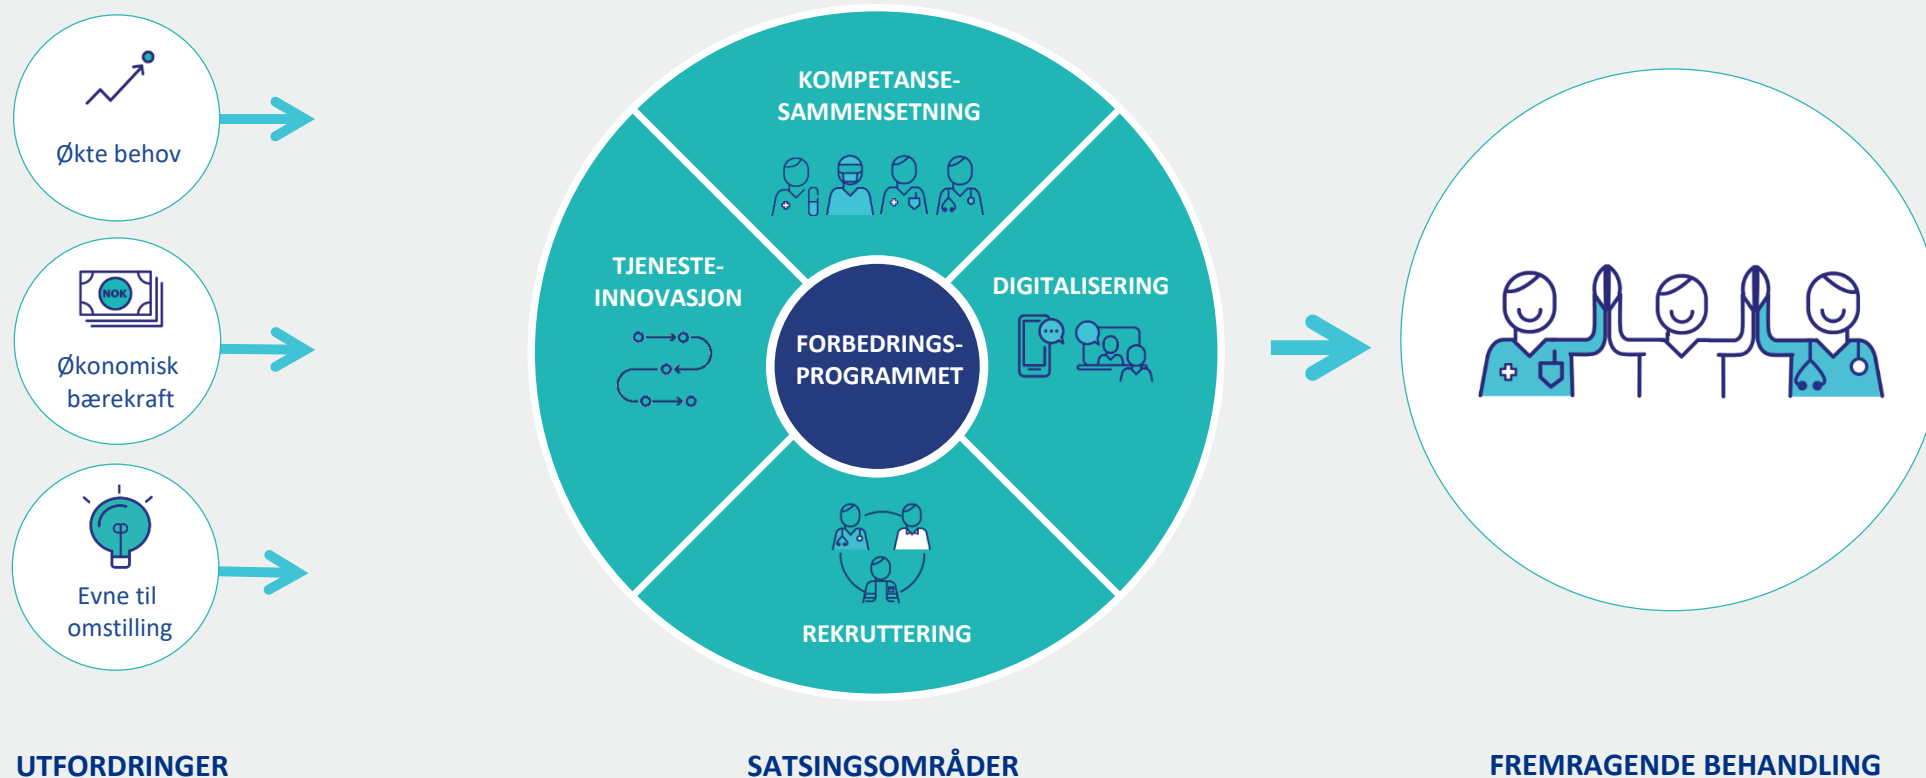 Økte behov
NOK
Økonomisk
bærekraft
Evne til
omstilling
UTFORDRINGER
KOMPETANSE-
SAMMENSETNING
TJENESTE-
INNOVASJON
DIGITALISERING
FORBEDRINGS-
PROGRAMMET
REKRUTTERING
SATSINGSOMRÅDER
FREMRAGENDE BEHANDLING